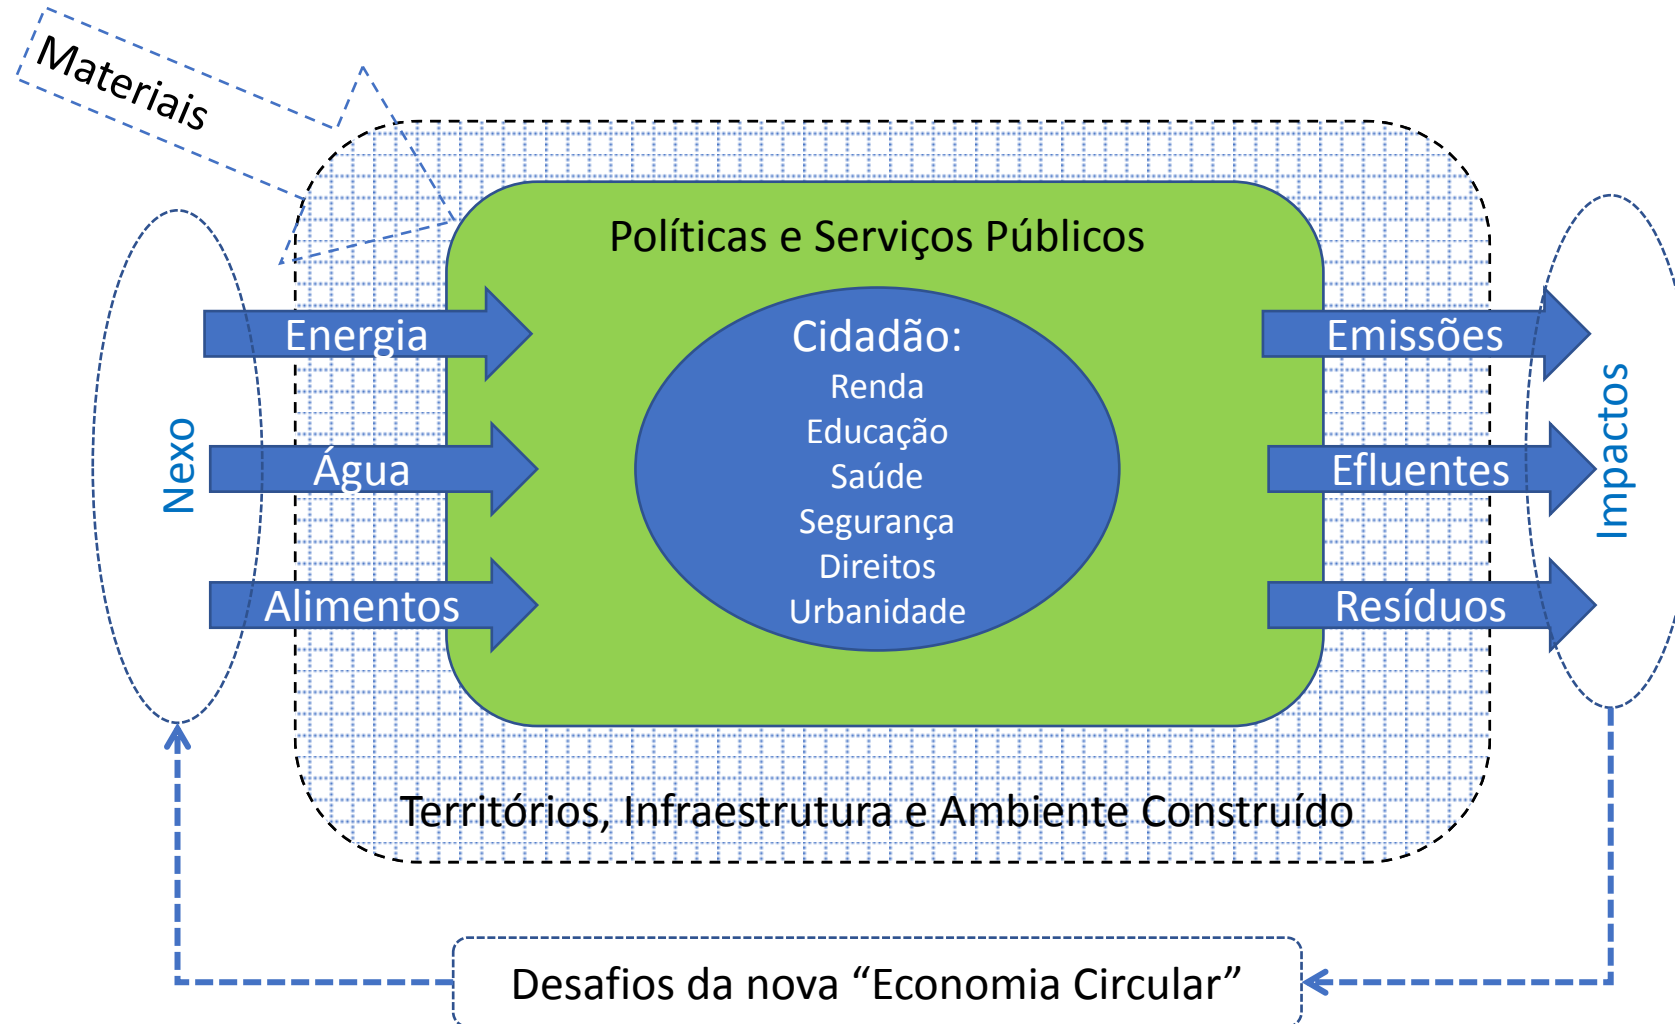 Materiais
Políticas e Serviços Públicos
Nexo
Energia
Água
Alimentos
Cidadão:
Renda
Educação
Saúde
Segurança
Direitos
Urbanidade
Emissões
Efluentes
Resíduos
Impactos
Territórios, Infraestrutura e Ambiente Construído
Desafios da nova “Economia Circular”